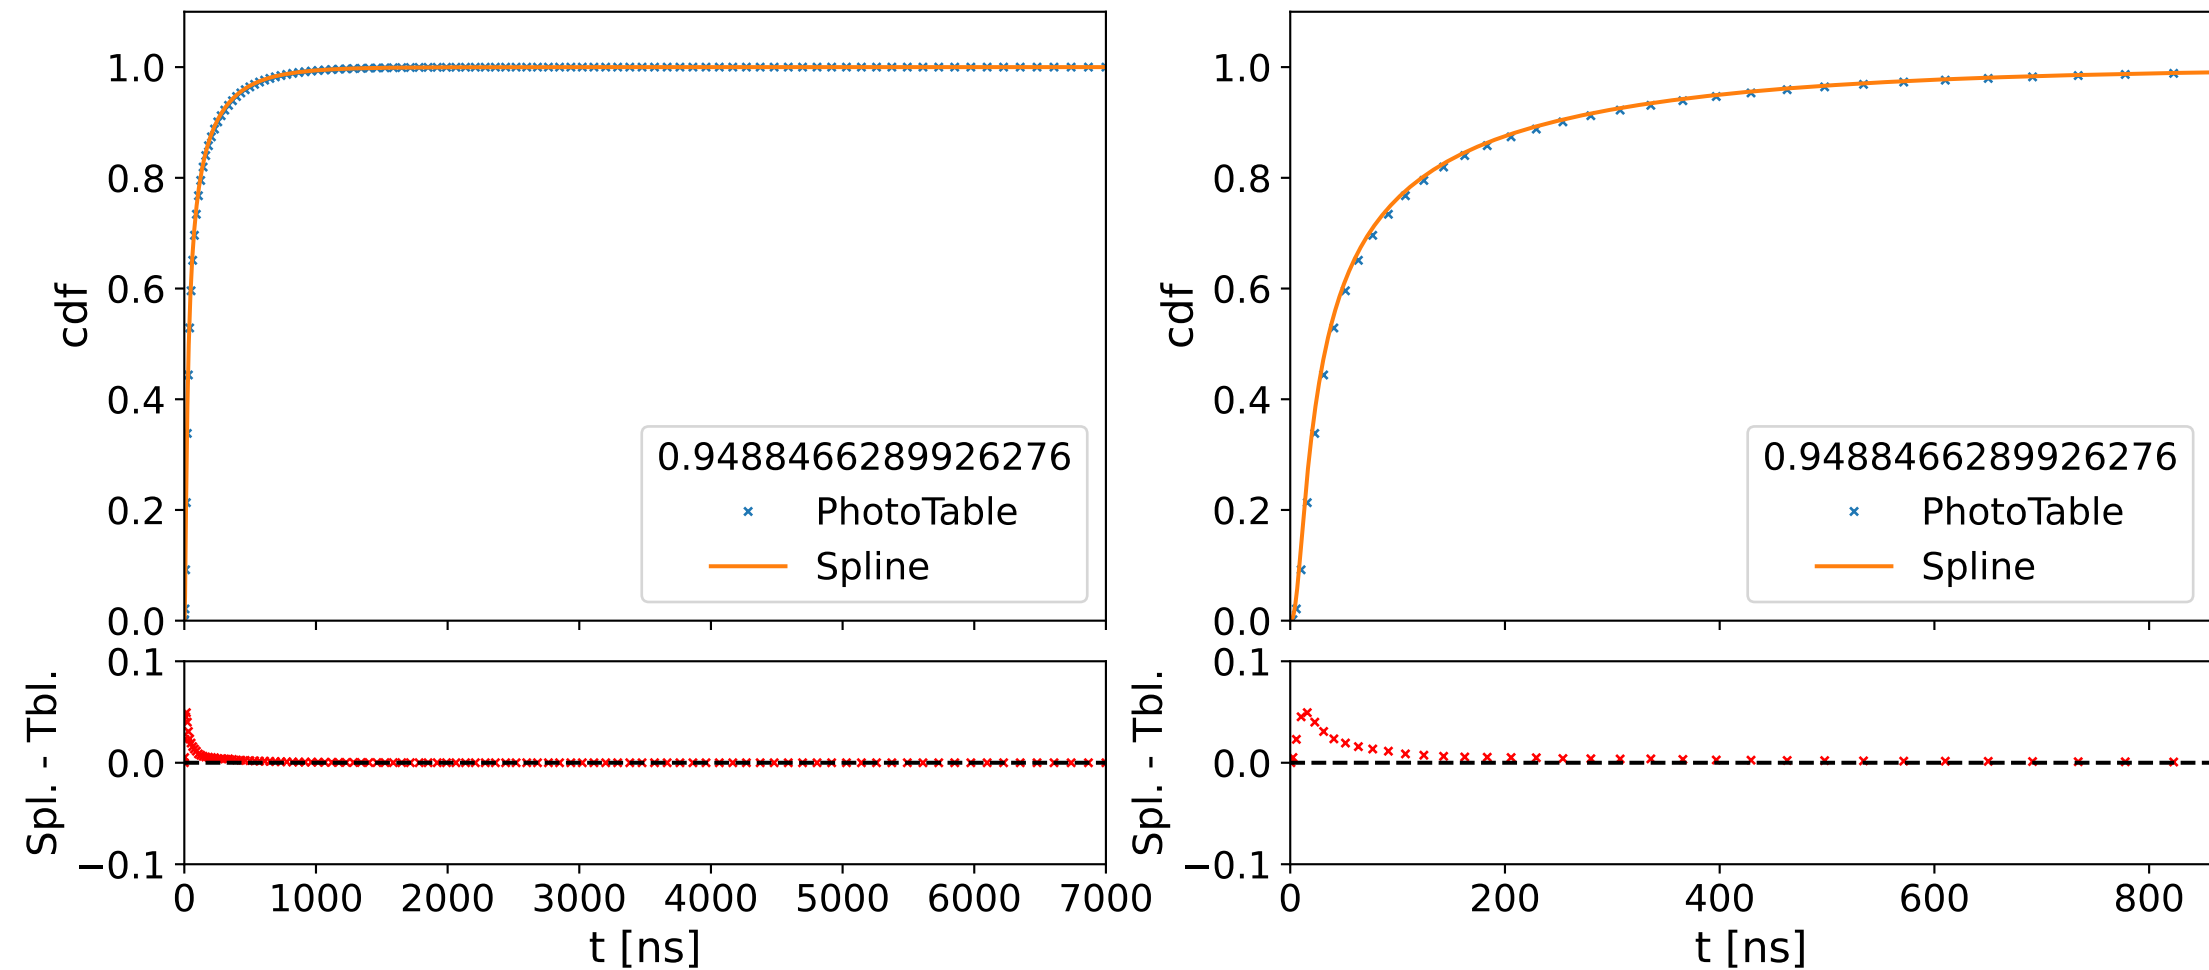 cdf
1.0
0.8
0.6
0.4
0.2
0.0
0.9488466289926276
PhotoTable
Spline
Spl. - Tbl.
0.1
0.0
−0.1
0 1000 2000 3000 4000 5000 6000 7000
t [ns]
cdf
1.0
0.8
0.6
0.4
0.2
0.0
0.9488466289926276
PhotoTable
Spline
Spl. - Tbl.
0.1
0.0
−0.1
0 200 400 600 800
t [ns]